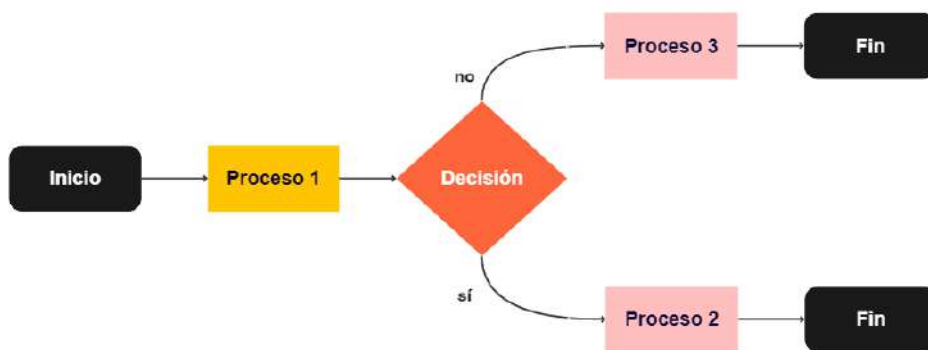 Proceso 3
Fin
no
Inicio
Proceso 1
Decisión
sí
Proceso 2
Fin